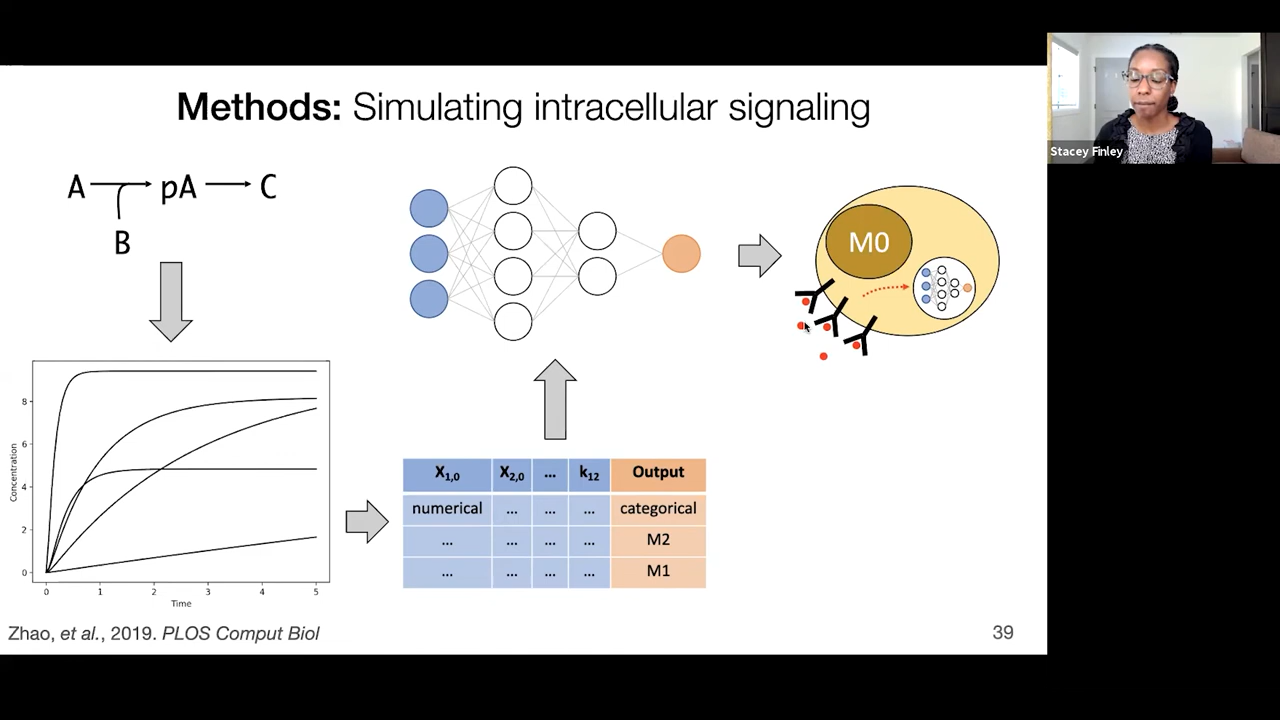 Methods: Simulating intracellular signaling
Stacey Finley
A pA C
B
M0
Concentration
8
6
4
2
0
0 1 2 3 4 5
Time
X1,0 X2,0 ... k12 Output
numerical ... ... ... categorical
... ... ... ... M2
... ... ... ... M1
Zhao, et al., 2019. PLOS Comput Biol
39